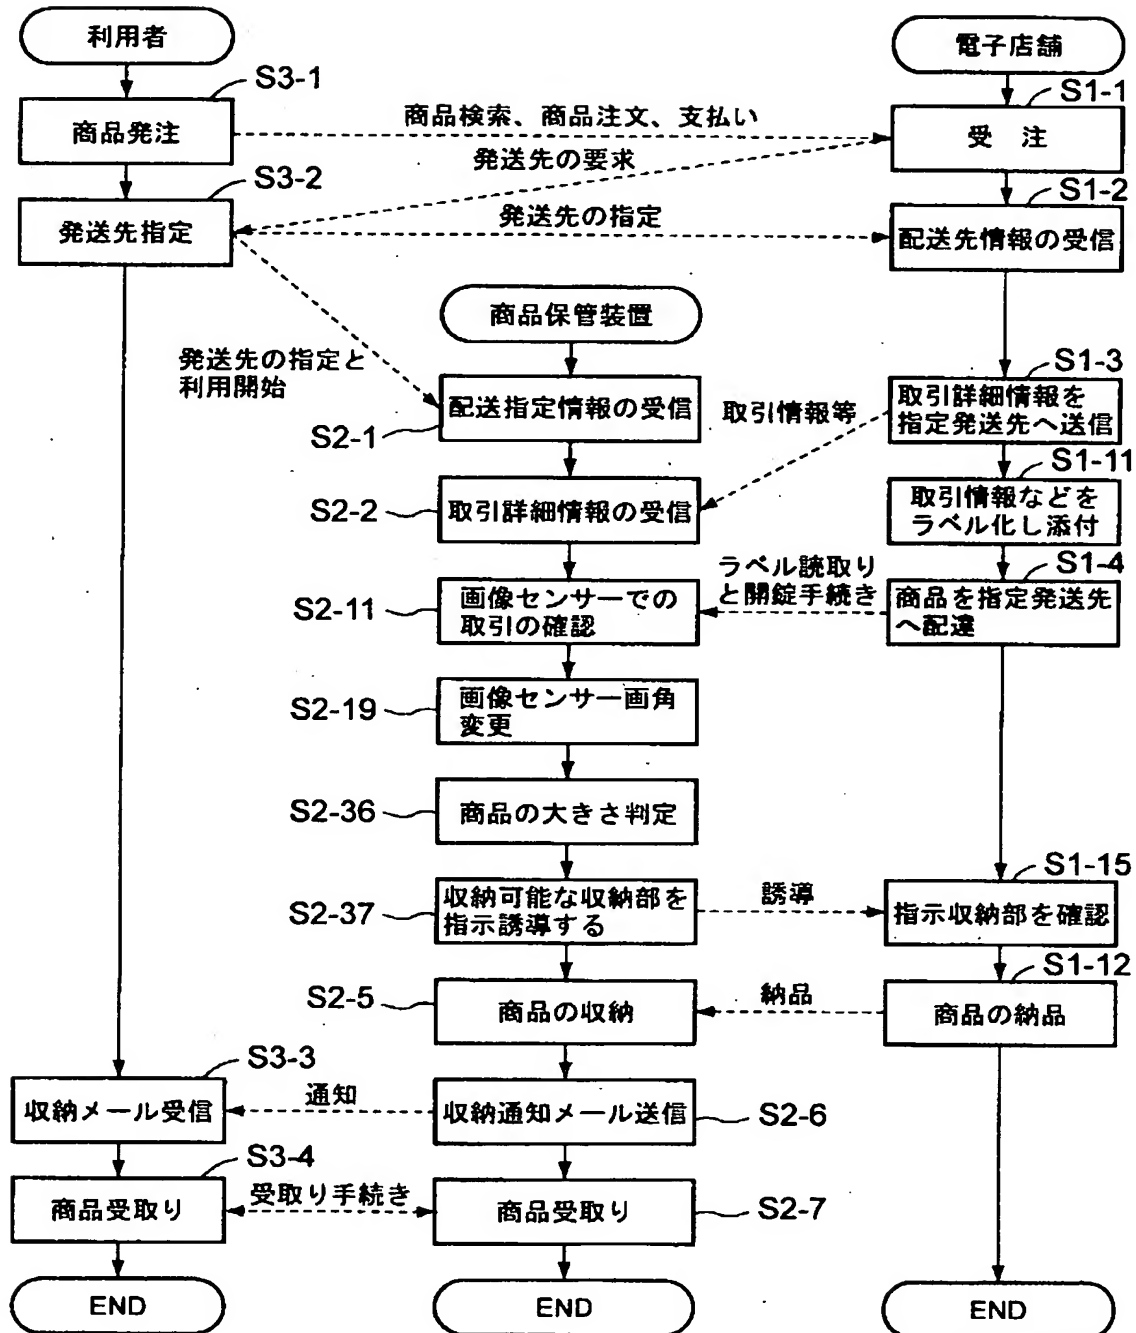 利用者
電子店舗
S3-1
S1-1
商品発注
商品検索、商品注文、支払い
受 注
発送先の要求
S3-2
S1-2
発送先指定
発送先の指定
配送先情報の受信
商品保管装置
発送先の指定と
利用開始
S1-3
配送指定情報の受信
取引情報等
取引詳細情報を
指定発送先へ送信
S2-1
S1-11
S2-2
取引詳細情報の受信
取引情報などを
ラベル化し添付
S1-4
ラベル読取り
と開錠手続き
S2-11
画像センサーでの
取引の確認
商品を指定発送先
へ配達
S2-19
画像センサー画角
変更
S2-36
商品の大きさ判定
S1-15
S2-37
収納可能な収納部を
指示誘導する
誘導
指示収納部を確認
S1-12
S2-5
商品の収納
納品
商品の納品
S3-3
収納メール受信
通知
収納通知メール送信
S2-6
S3-4
商品受取り
受取り手続き
商品受取り
S2-7
END
END
END